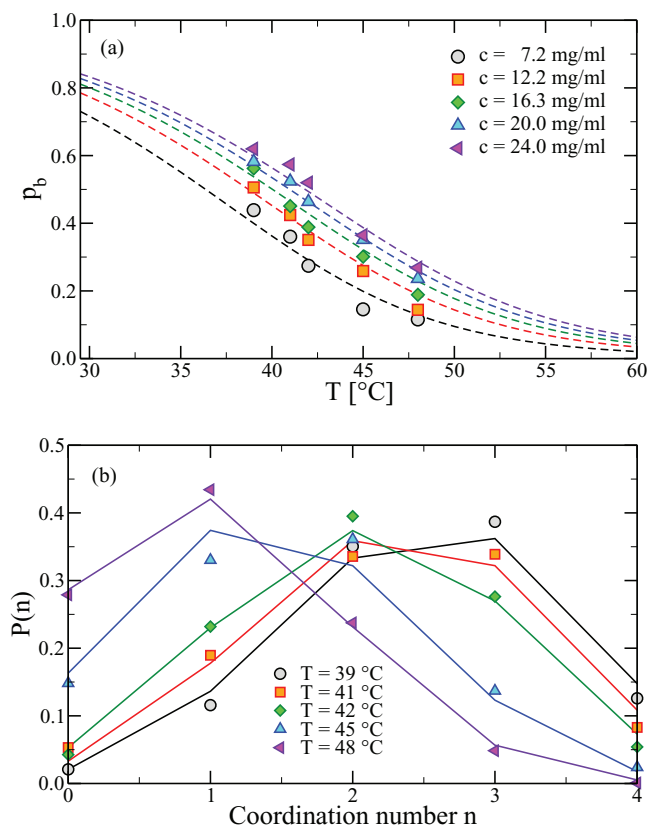 (a)
c = 7.2 mg/ml
c = 12.2 mg/ml
c = 16.3 mg/ml
c = 20.0 mg/ml
c = 24.0 mg/ml
1.0
0.8
0.6
0.4
0.2
0.0
p_b
30 35 40 45 50 55 60
T [°C]
(b)
0.5
0.4
0.3
0.2
0.1
0.0
P(n)
T = 39 °C
T = 41 °C
T = 42 °C
T = 45 °C
T = 48 °C
0 1 2 3 4
Coordination number n